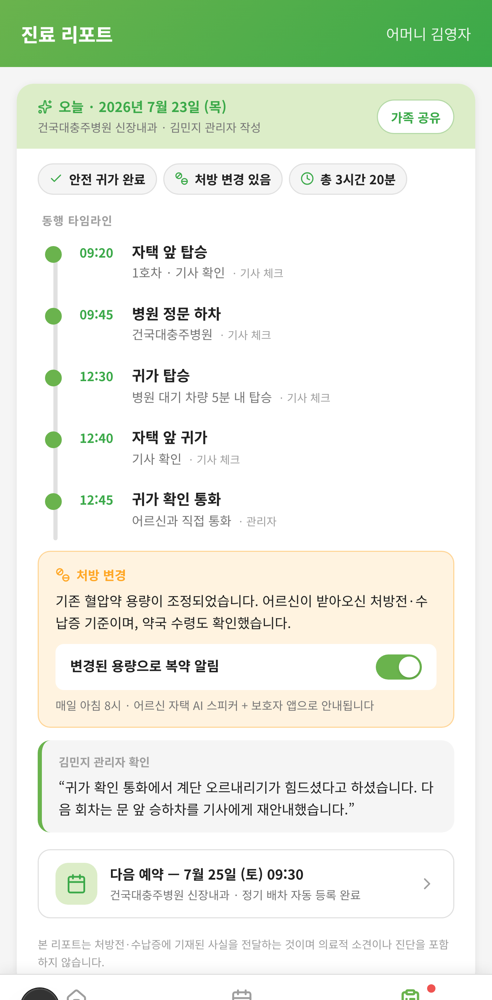 진료 리포트
어머니 김영자
오늘 · 2026년 7월 23일 (목)
건국대충주병원 신장내과 · 김민지 관리자 작성
가족 공유
안전 귀가 완료
처방 변경 있음
총 3시간 20분
동행 타임라인
09:20 자택 앞 탑승
1호차 · 기사 확인 · 기사 체크
09:45 병원 정문 하차
건국대충주병원 · 기사 체크
12:30 귀가 탑승
병원 대기 차량 5분 내 탑승 · 기사 체크
12:40 자택 앞 귀가
기사 확인 · 기사 체크
12:45 귀가 확인 통화
어르신과 직접 통화 · 관리자
처방 변경
기존 혈압약 용량이 조정되었습니다. 어르신이 받아오신 처방전·수
납증 기준이며, 약국 수령도 확인했습니다.
변경된 용량으로 복약 알림
매일 아침 8시 · 어르신 자택 AI 스피커 + 보호자 앱으로 안내됩니다
김민지 관리자 확인
“귀가 확인 통화에서 계단 오르내리기가 힘드셨다고 하셨습니다. 다
음 회차는 문 앞 승하차를 기사에게 재안내했습니다.”
다음 예약 — 7월 25일 (토) 09:30
건국대충주병원 신장내과 · 정기 배차 자동 등록 완료
본 리포트는 처방전·수납증에 기재된 사실을 전달하는 것이며 의료적 소견이나 진단을 포함
하지 않습니다.